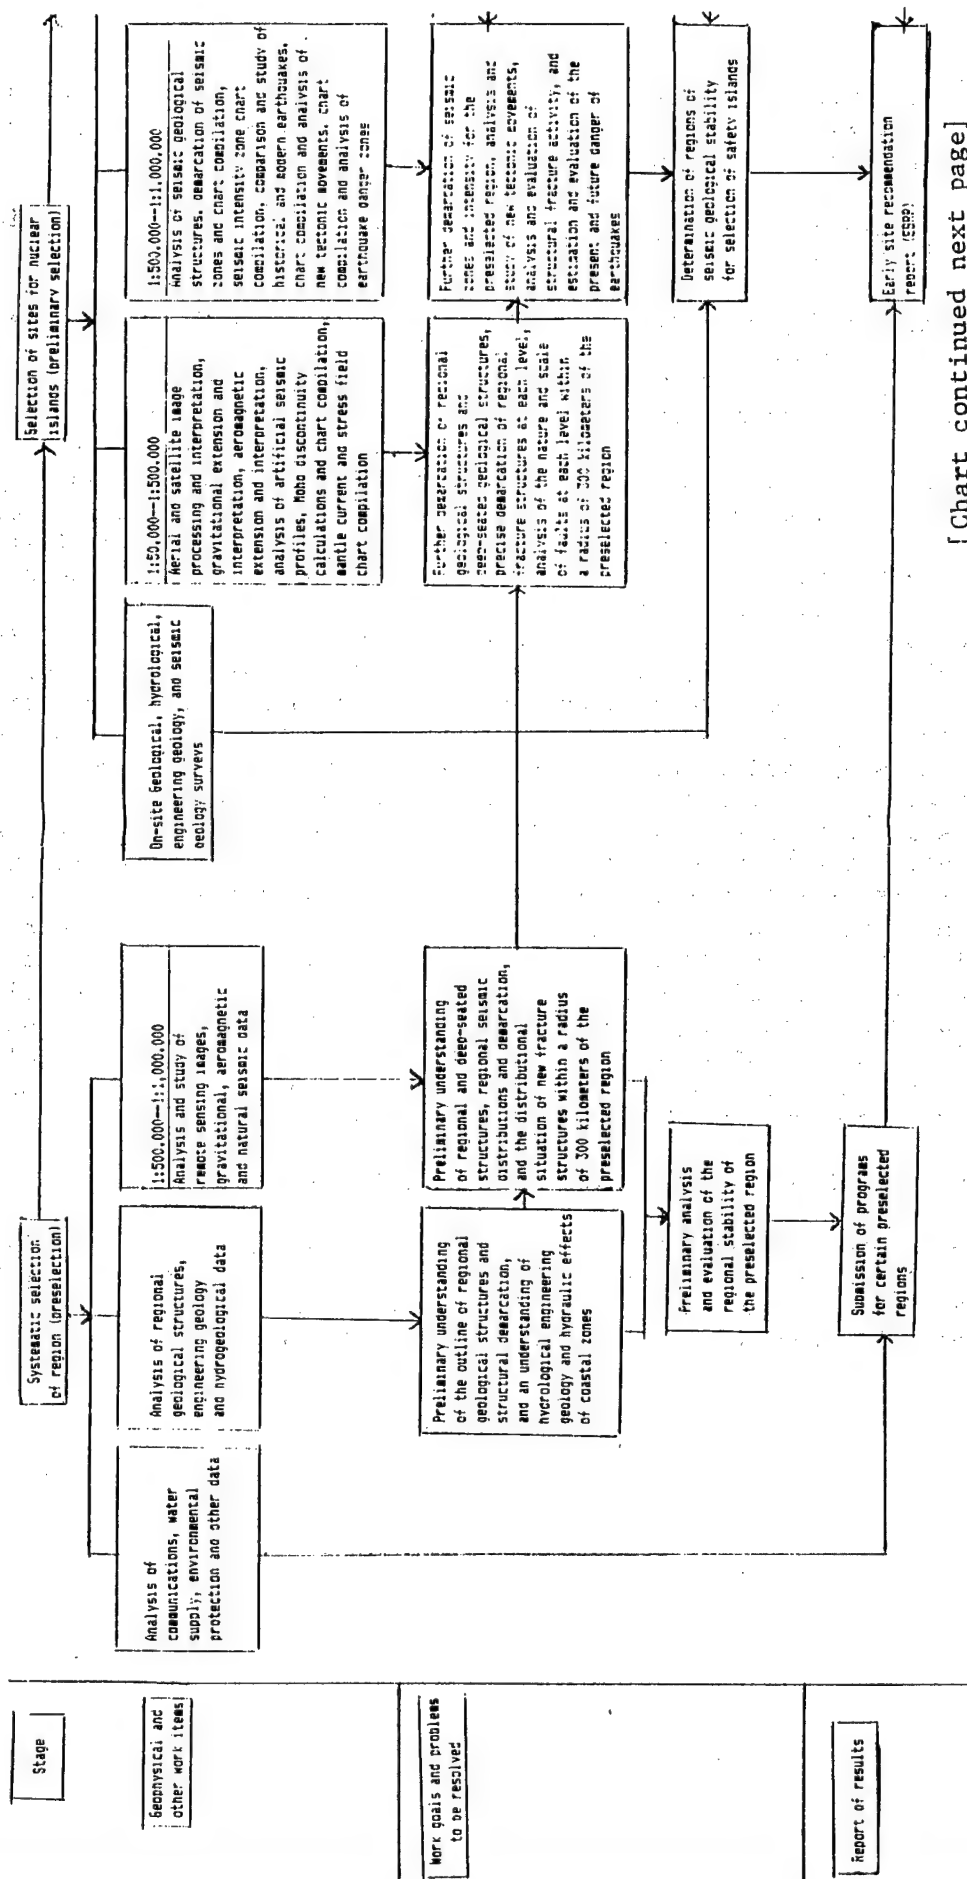 Stage
Geophysical and
other work items
Work goals and problems
to be resolved
Report of results
Systematic selection
of region (preselection)
Analysis of
communications, water
supply, environmental
protection and other data
Analysis of regional
geological structures,
engineering geology
and hydrogeological data
1:500,000--1:1,000,000
Analysis and study of
remote sensing images,
gravitational, aeromagnetic
and natural seismic data
Preliminary understanding
of the outline of regional
geological structures and
structural demarcation,
and an understanding of
hydrological engineering
geology and hydraulic effects
of coastal zones
Preliminary understanding
of regional and deep-seated
structures, regional seismic
distributions and demarcation,
and the distributional
situation of new fracture
structures within a radius
of 300 kilometers of the
preselected region
Preliminary analysis
and evaluation of the
regional stability of
the preselected region
Submission of programs
for certain preselected
regions
Selection of sites for nuclear
islands (preliminary selection)
On-site Geological, hydrological,
engineering geology, and seismic
geology surveys
1:50,000--1:500,000
Aerial and satellite image
processing and interpretation,
gravitational extension and
interpretation, aeromagnetic
extension and interpretation,
analysis of artificial seismic
profiles, Moho discontinuity
calculations and chart compilation,
mantle current and stress field
chart compilation
1:500,000--1:1,000,000
Analysis of seismic geological
structures, demarcation of seismic
zones and chart compilation,
seismic intensity zone chart
compilation, comparison and study of
historical and modern earthquakes,
chart compilation and analysis of
new tectonic movements, chart
compilation and analysis of
earthquake danger zones
Further demarcation of regional
geological structures and
deep-seated geological structures,
precise demarcation of regional
fracture structures at each level,
analysis of the nature and scale
of faults at each level within
a radius of 300 kilometers of the
preselected region
Further demarcation of seismic
zones and intensity for the
preselected region, analysis and
study of new tectonic movements,
analysis and evaluation of
structural fracture activity, and
estimation and evaluation of the
present and future danger of
earthquakes
Determination of regions of
seismic geological stability
for selection of safety islands
Early site recommendation
report (ESRP)
[Chart continued next page]